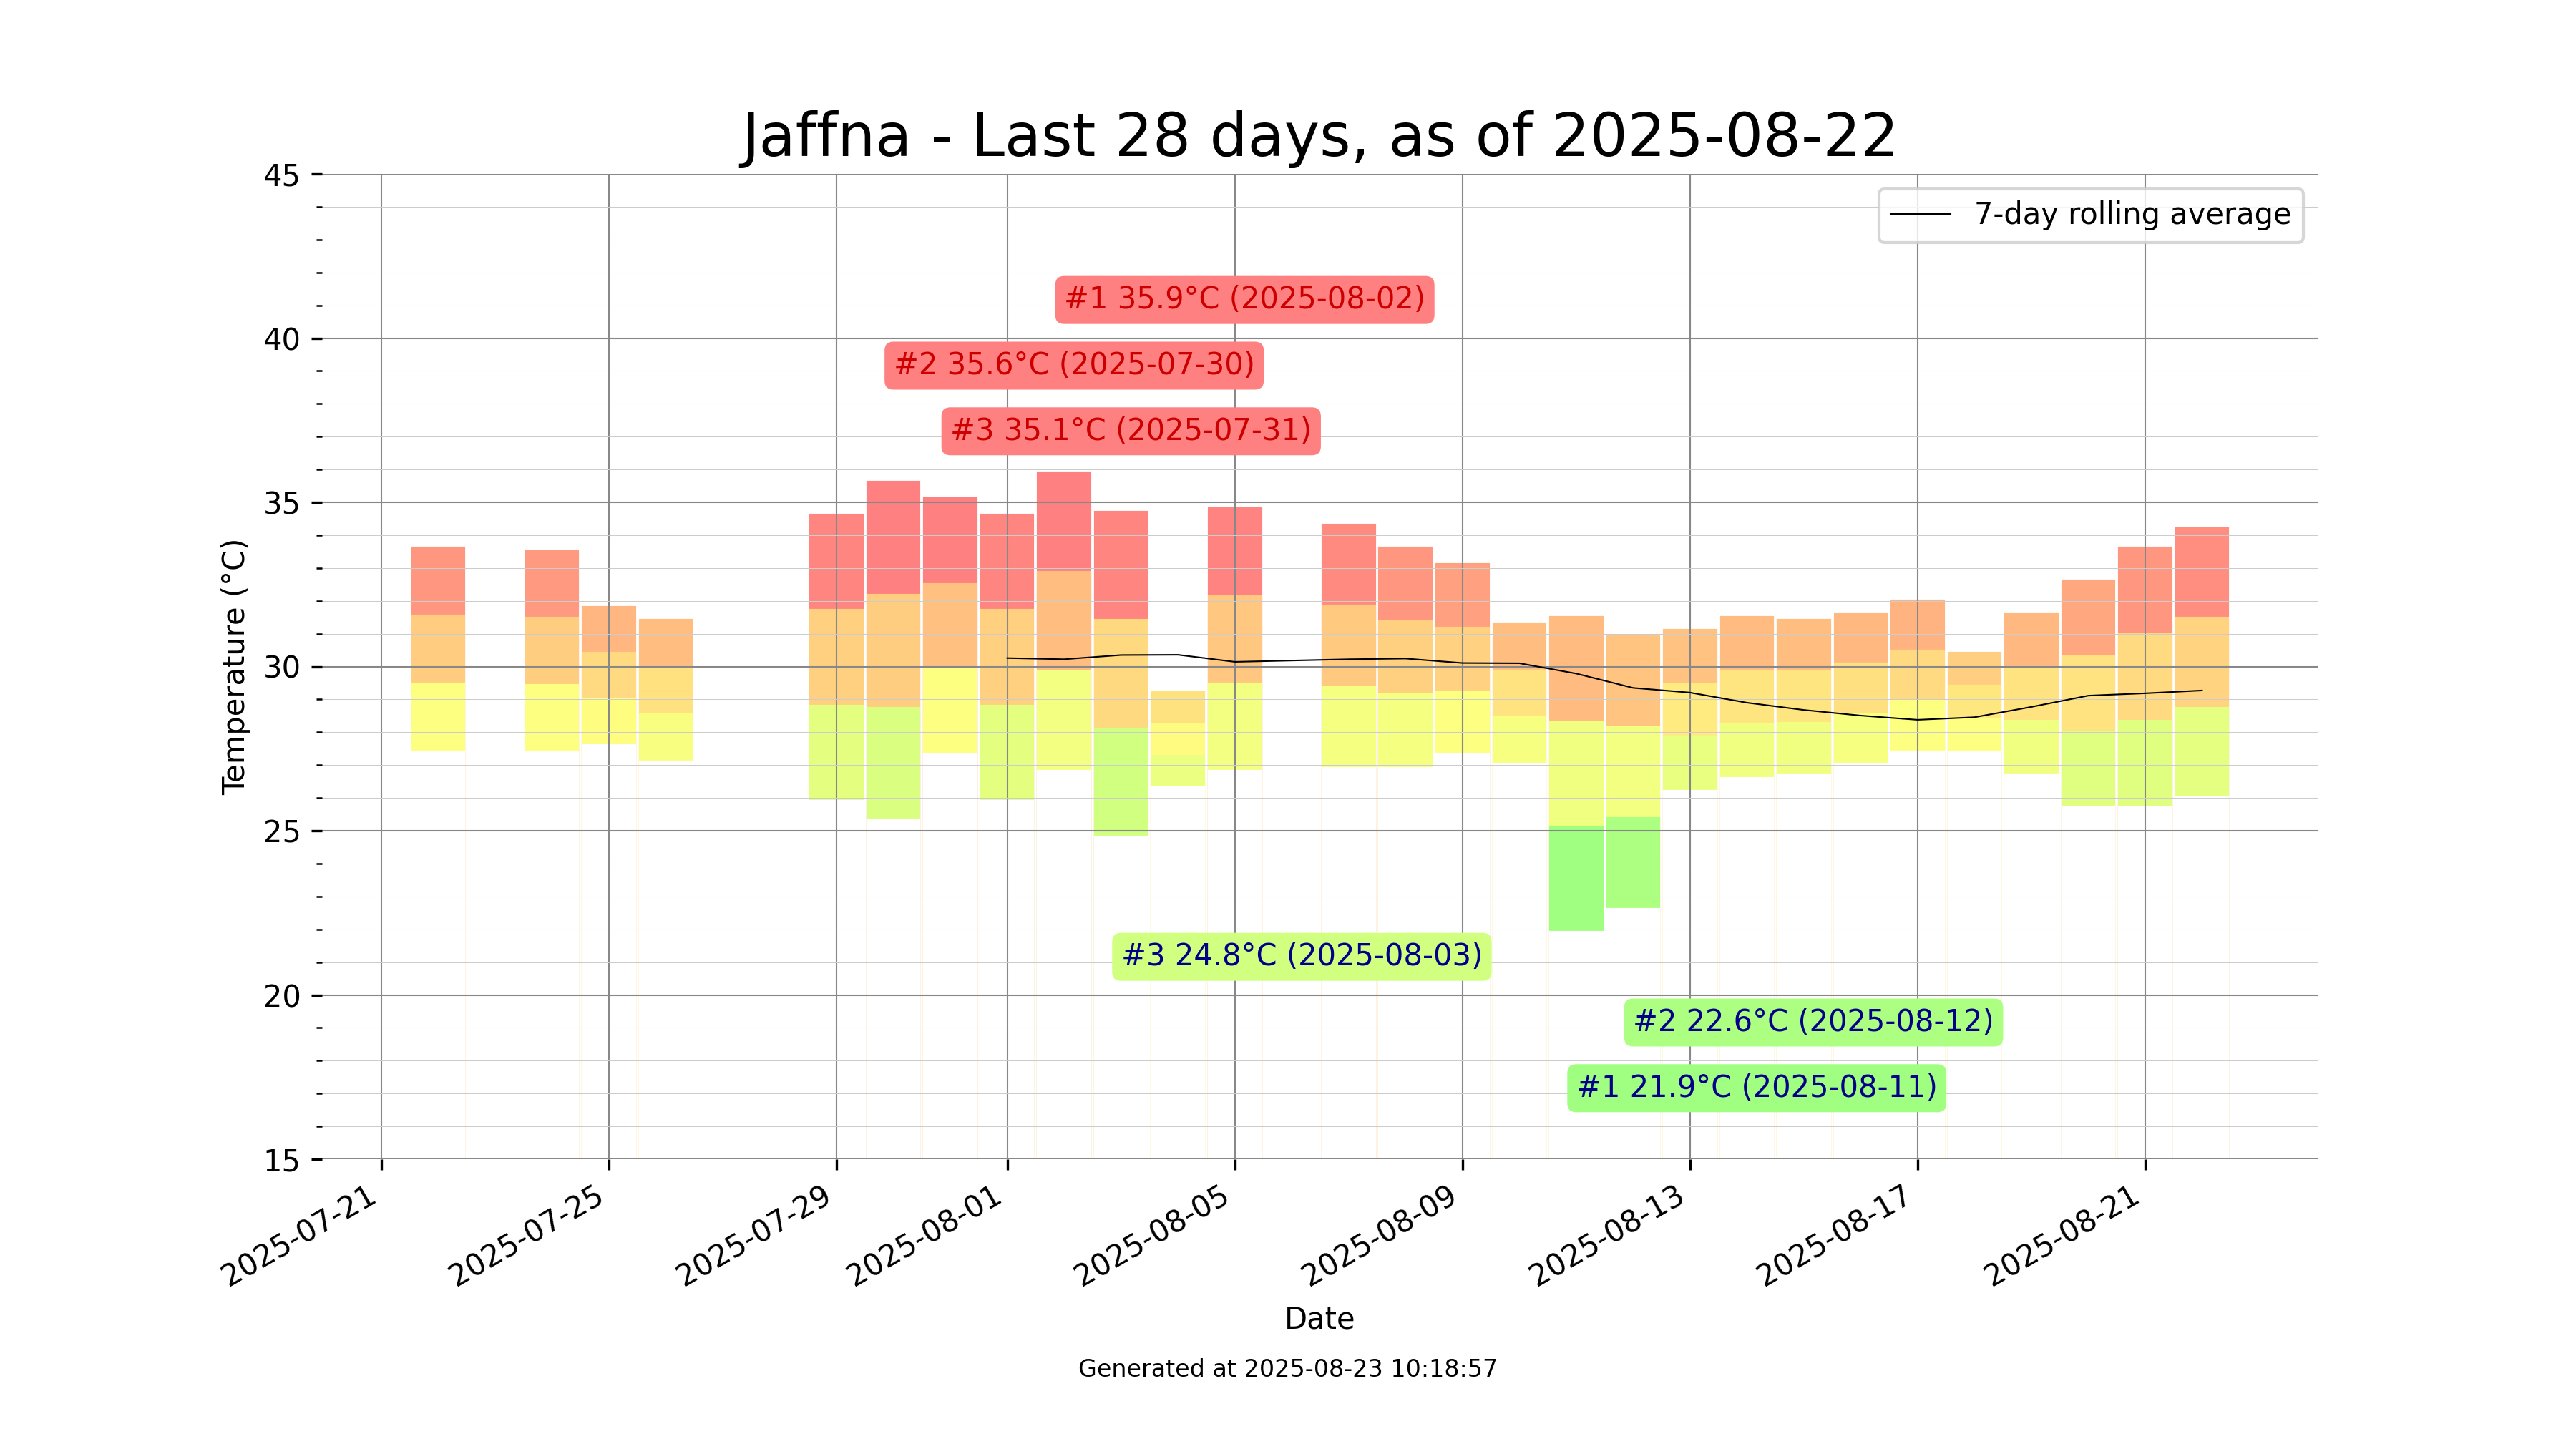 Jaffna - Last 28 days, as of 2025-08-22
7-day rolling average
#1 35.9°C (2025-08-02)
#2 35.6°C (2025-07-30)
#3 35.1°C (2025-07-31)
#3 24.8°C (2025-08-03)
#2 22.6°C (2025-08-12)
#1 21.9°C (2025-08-11)
Temperature (°C)
45
40
35
30
25
20
15
2025-07-21
2025-07-25
2025-07-29
2025-08-01
2025-08-05
2025-08-09
2025-08-13
2025-08-17
2025-08-21
Date
Generated at 2025-08-23 10:18:57